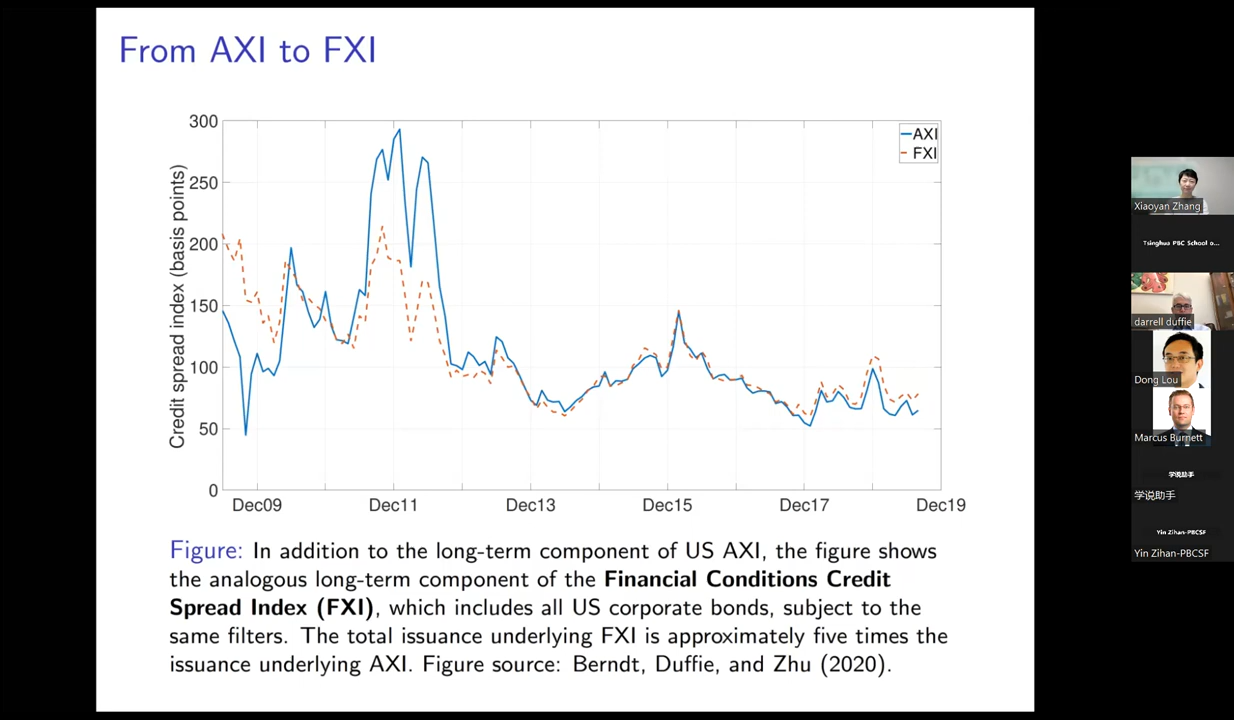 From AXI to FXI
300
250
200
150
100
50
0
Credit spread index (basis points)
AXI
FXI
Dec09
Dec11
Dec13
Dec15
Dec17
Dec19
Figure: In addition to the long-term component of US AXI, the figure shows
the analogous long-term component of the Financial Conditions Credit
Spread Index (FXI), which includes all US corporate bonds, subject to the
same filters. The total issuance underlying FXI is approximately five times the
issuance underlying AXI. Figure source: Berndt, Duffie, and Zhu (2020).
Xiaoyan Zhang
Tsinghua PBC School o...
darrell duffie
Dong Lou
Marcus Burnett
学说助手
学说助手
Yin Zihan-PBCSF
Yin Zihan-PBCSF